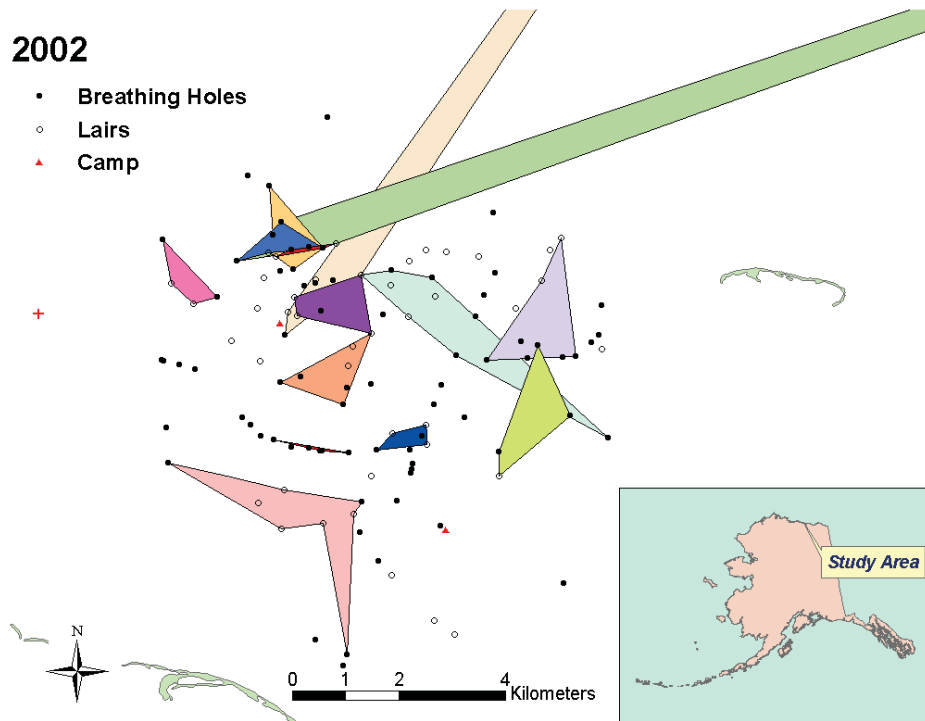 2002
Breathing Holes
Lairs
Camp
Study Area
N
0 1 2 4
Kilometers